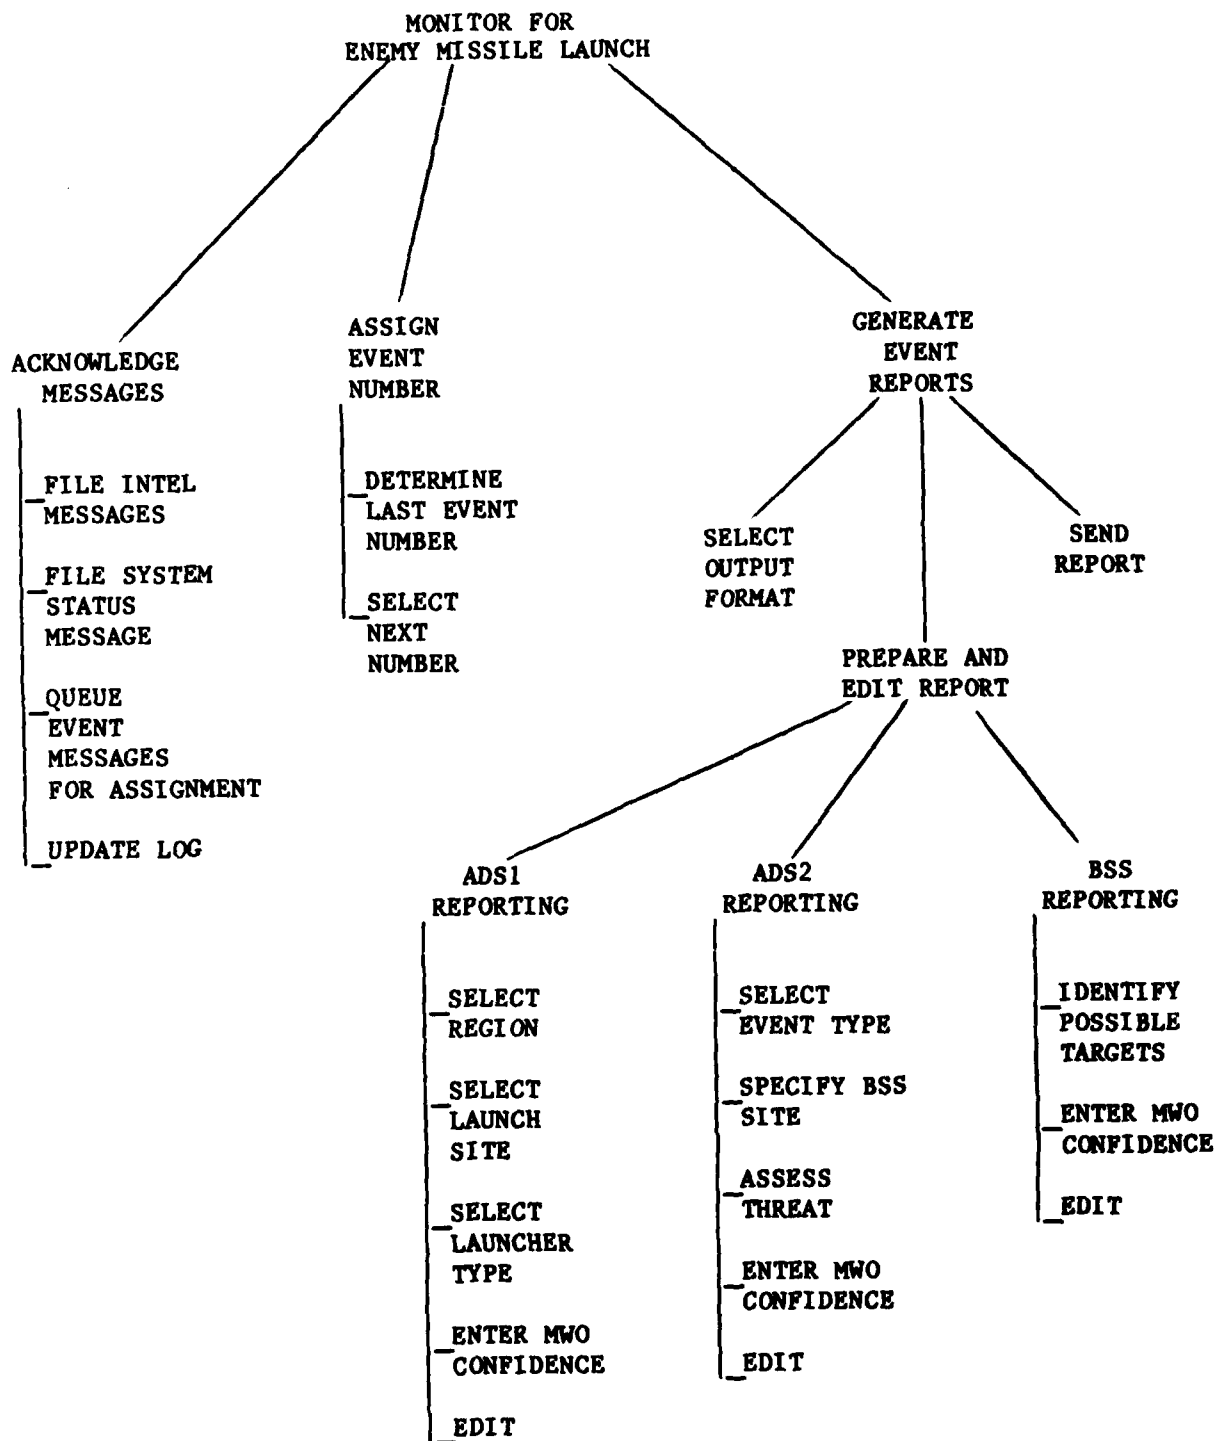 MONITOR FOR
ENEMY MISSILE LAUNCH
ACKNOWLEDGE
MESSAGES
FILE INTEL
MESSAGES
FILE SYSTEM
STATUS
MESSAGE
QUEUE
EVENT
MESSAGES
FOR ASSIGNMENT
UPDATE LOG
ASSIGN
EVENT
NUMBER
DETERMINE
LAST EVENT
NUMBER
SELECT
NEXT
NUMBER
GENERATE
EVENT
REPORTS
SELECT
OUTPUT
FORMAT
SEND
REPORT
PREPARE AND
EDIT REPORT
ADS1
REPORTING
SELECT
REGION
SELECT
LAUNCH
SITE
SELECT
LAUNCHER
TYPE
ENTER MWO
CONFIDENCE
EDIT
ADS2
REPORTING
SELECT
EVENT TYPE
SPECIFY BSS
SITE
ASSESS
THREAT
ENTER MWO
CONFIDENCE
EDIT
BSS
REPORTING
IDENTIFY
POSSIBLE
TARGETS
ENTER MWO
CONFIDENCE
EDIT